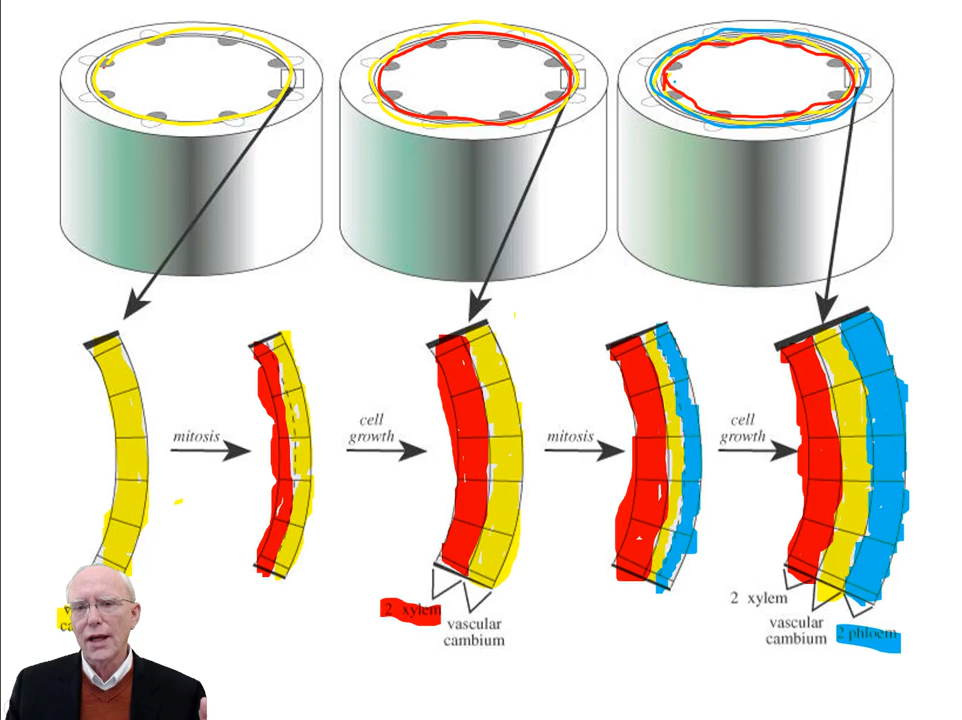 mitosis
cell
growth
mitosis
cell
growth
2 xylem
vascular
cambium
2 xylem
vascular
cambium
2 phloem